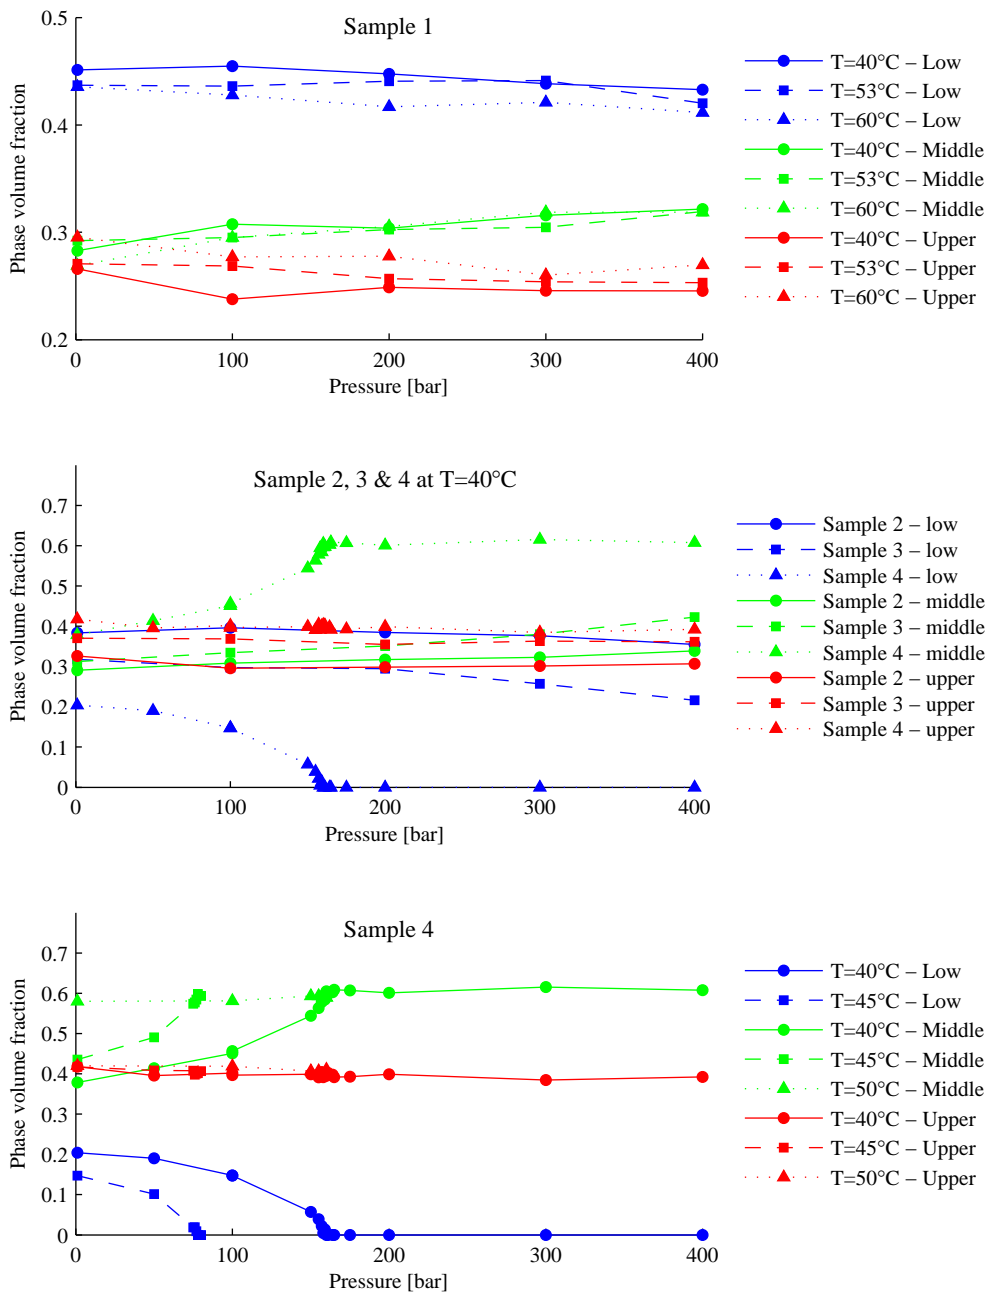 Sample 1
0.5
0.4
0.3
0.2
Phase volume fraction
0 100 200 300 400
Pressure [bar]
T=40°C – Low
T=53°C – Low
T=60°C – Low
T=40°C – Middle
T=53°C – Middle
T=60°C – Middle
T=40°C – Upper
T=53°C – Upper
T=60°C – Upper
Sample 2, 3 & 4 at T=40°C
0.7
0.6
0.5
0.4
0.3
0.2
0.1
0
Phase volume fraction
0 100 200 300 400
Pressure [bar]
Sample 2 – low
Sample 3 – low
Sample 4 – low
Sample 2 – middle
Sample 3 – middle
Sample 4 – middle
Sample 2 – upper
Sample 3 – upper
Sample 4 – upper
Sample 4
0.7
0.6
0.5
0.4
0.3
0.2
0.1
0
Phase volume fraction
0 100 200 300 400
Pressure [bar]
T=40°C – Low
T=45°C – Low
T=40°C – Middle
T=45°C – Middle
T=50°C – Middle
T=40°C – Upper
T=45°C – Upper
T=50°C – Upper